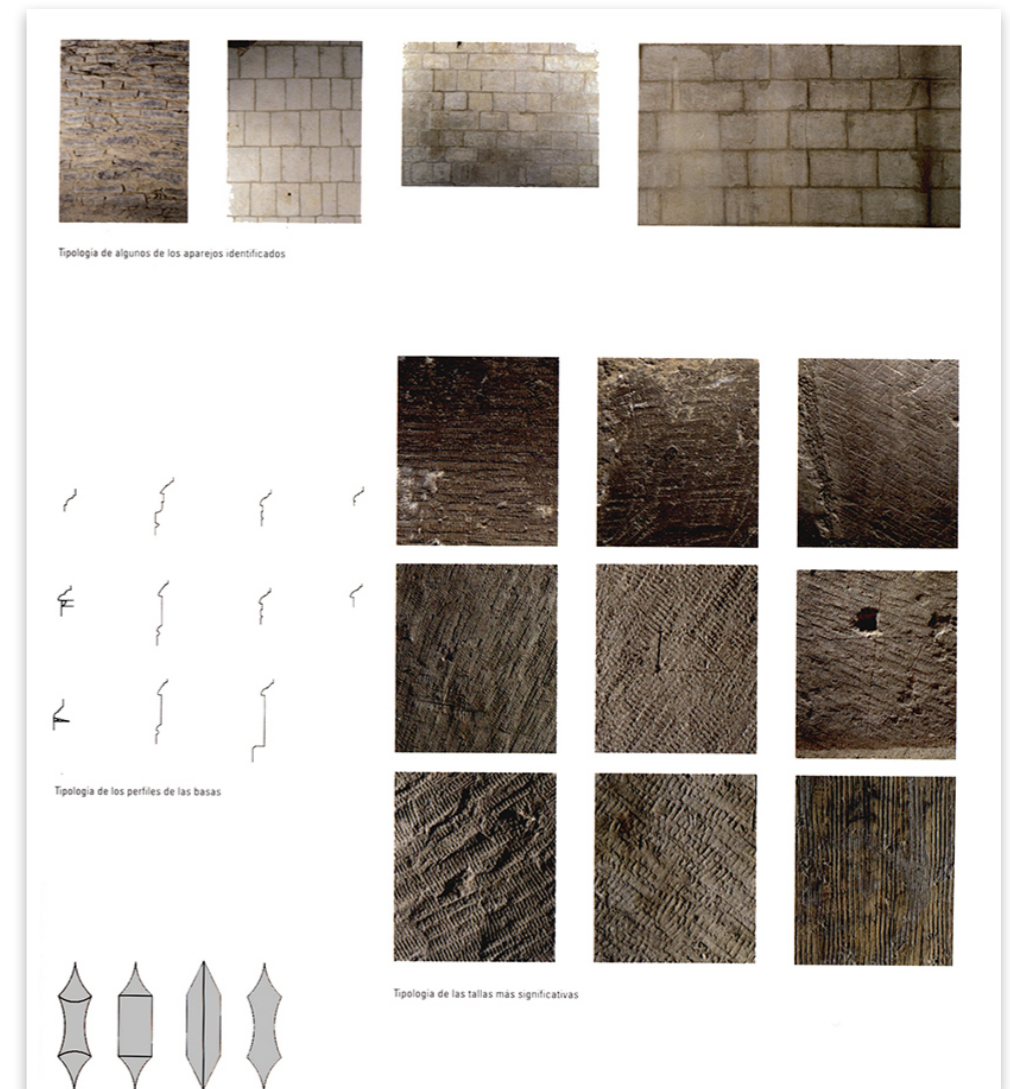 Tipología de algunos de los aparejos identificados
Tipología de los perfiles de las basas
Tipología de las tallas más significativas